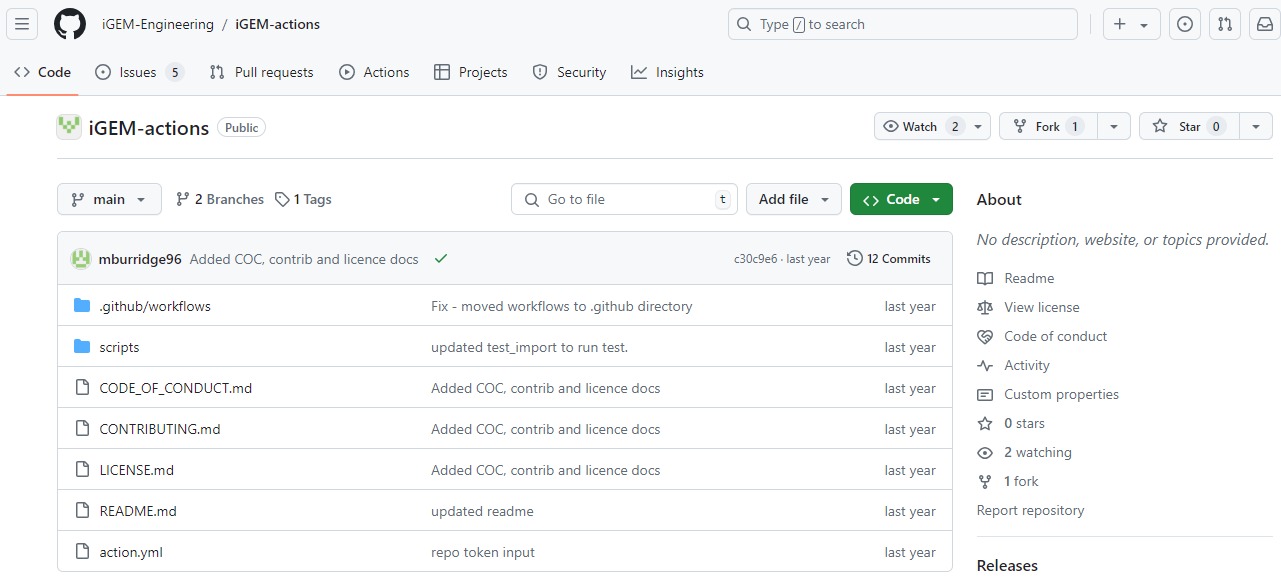 iGEM-Engineering / iGEM-actions
Type / to search
Code
Issues 5
Pull requests
Actions
Projects
Security
Insights
iGEM-actions Public
Watch 2
Fork 1
Star 0
main
2 Branches
1 Tags
Go to file t
Add file
Code
mburridge96 Added COC, contrib and licence docs
c30c9e6 · last year
12 Commits
.github/workflows Fix - moved workflows to .github directory last year
scripts updated test_import to run test. last year
CODE_OF_CONDUCT.md Added COC, contrib and licence docs last year
CONTRIBUTING.md Added COC, contrib and licence docs last year
LICENSE.md Added COC, contrib and licence docs last year
README.md updated readme last year
action.yml repo token input last year
About
No description, website, or topics provided.
Readme
View license
Code of conduct
Activity
Custom properties
0 stars
2 watching
1 fork
Report repository
Releases